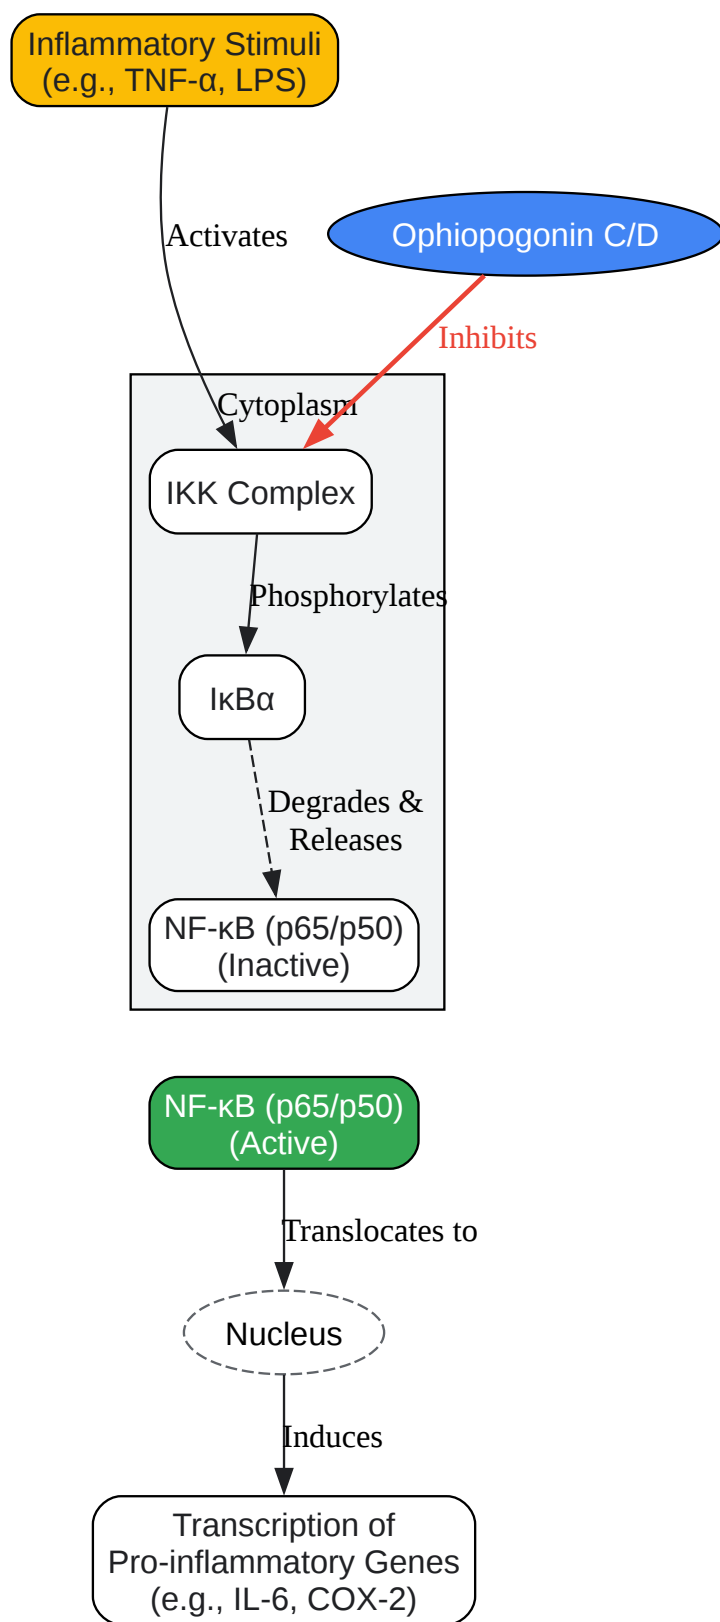 Inflammatory Stimuli
(e.g., TNF-α, LPS)
Activates
Ophiopogonin C/D
Inhibits
Cytoplasm
IKK Complex
Phosphorylates
IκBα
Degrades &
Releases
NF-κB (p65/p50)
(Inactive)
NF-κB (p65/p50)
(Active)
Translocates to
Nucleus
Induces
Transcription of
Pro-inflammatory Genes
(e.g., IL-6, COX-2)